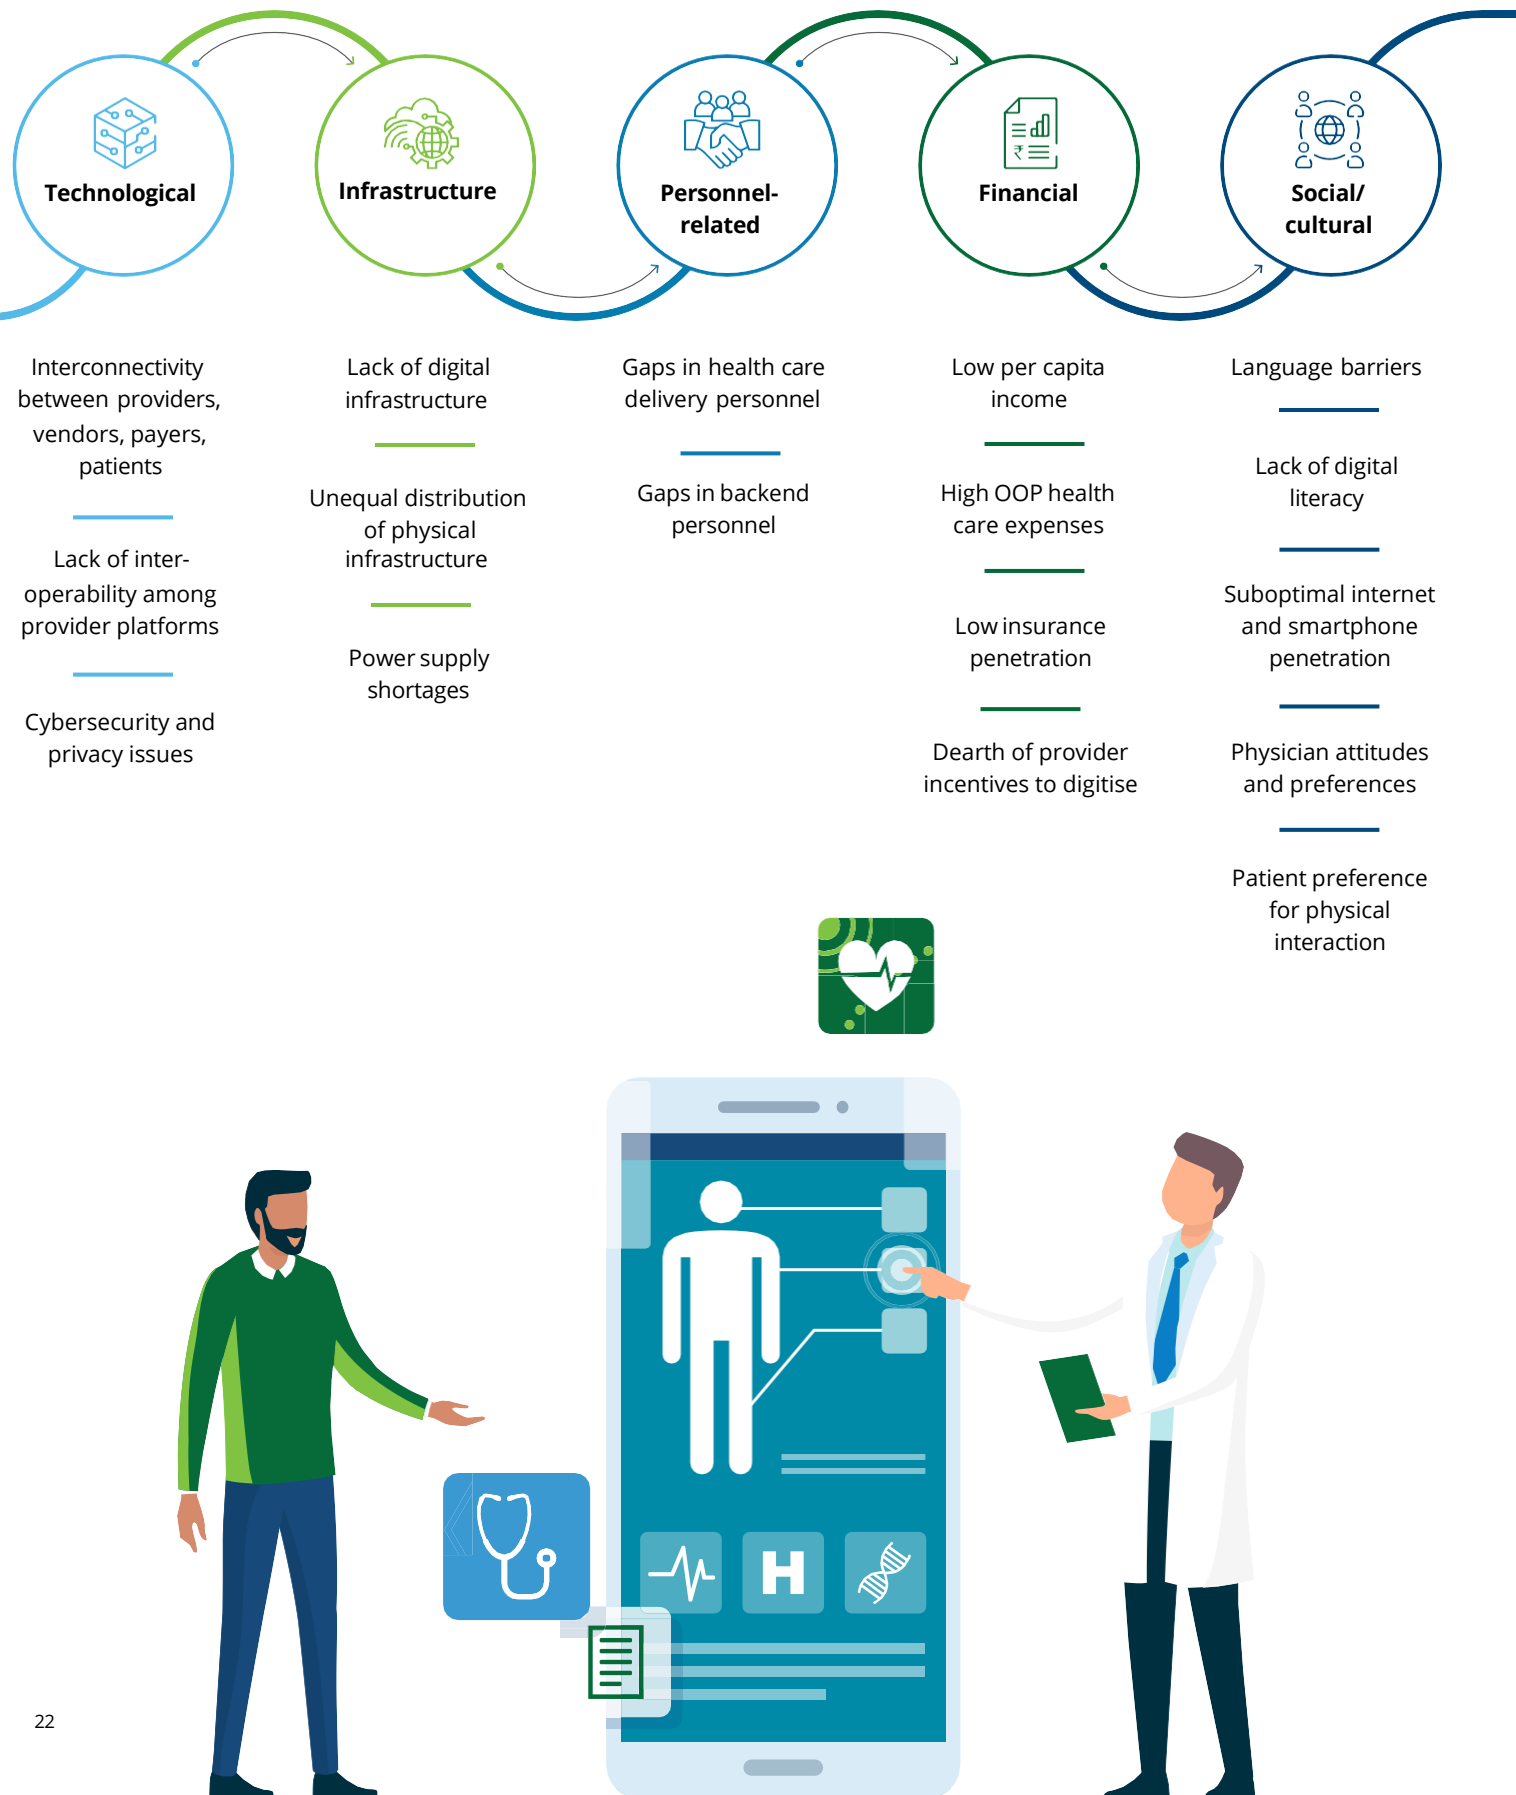 Technological
Infrastructure
Personnel-
related
Financial
Social/
cultural
Interconnectivity
between providers,
vendors, payers,
patients
Lack of inter-
operability among
provider platforms
Cybersecurity and
privacy issues
Lack of digital
infrastructure
Unequal distribution
of physical
infrastructure
Power supply
shortages
Gaps in health care
delivery personnel
Gaps in backend
personnel
Low per capita
income
High OOP health
care expenses
Low insurance
penetration
Dearth of provider
incentives to digitise
Language barriers
Lack of digital
literacy
Suboptimal internet
and smartphone
penetration
Physician attitudes
and preferences
Patient preference
for physical
interaction
H
22